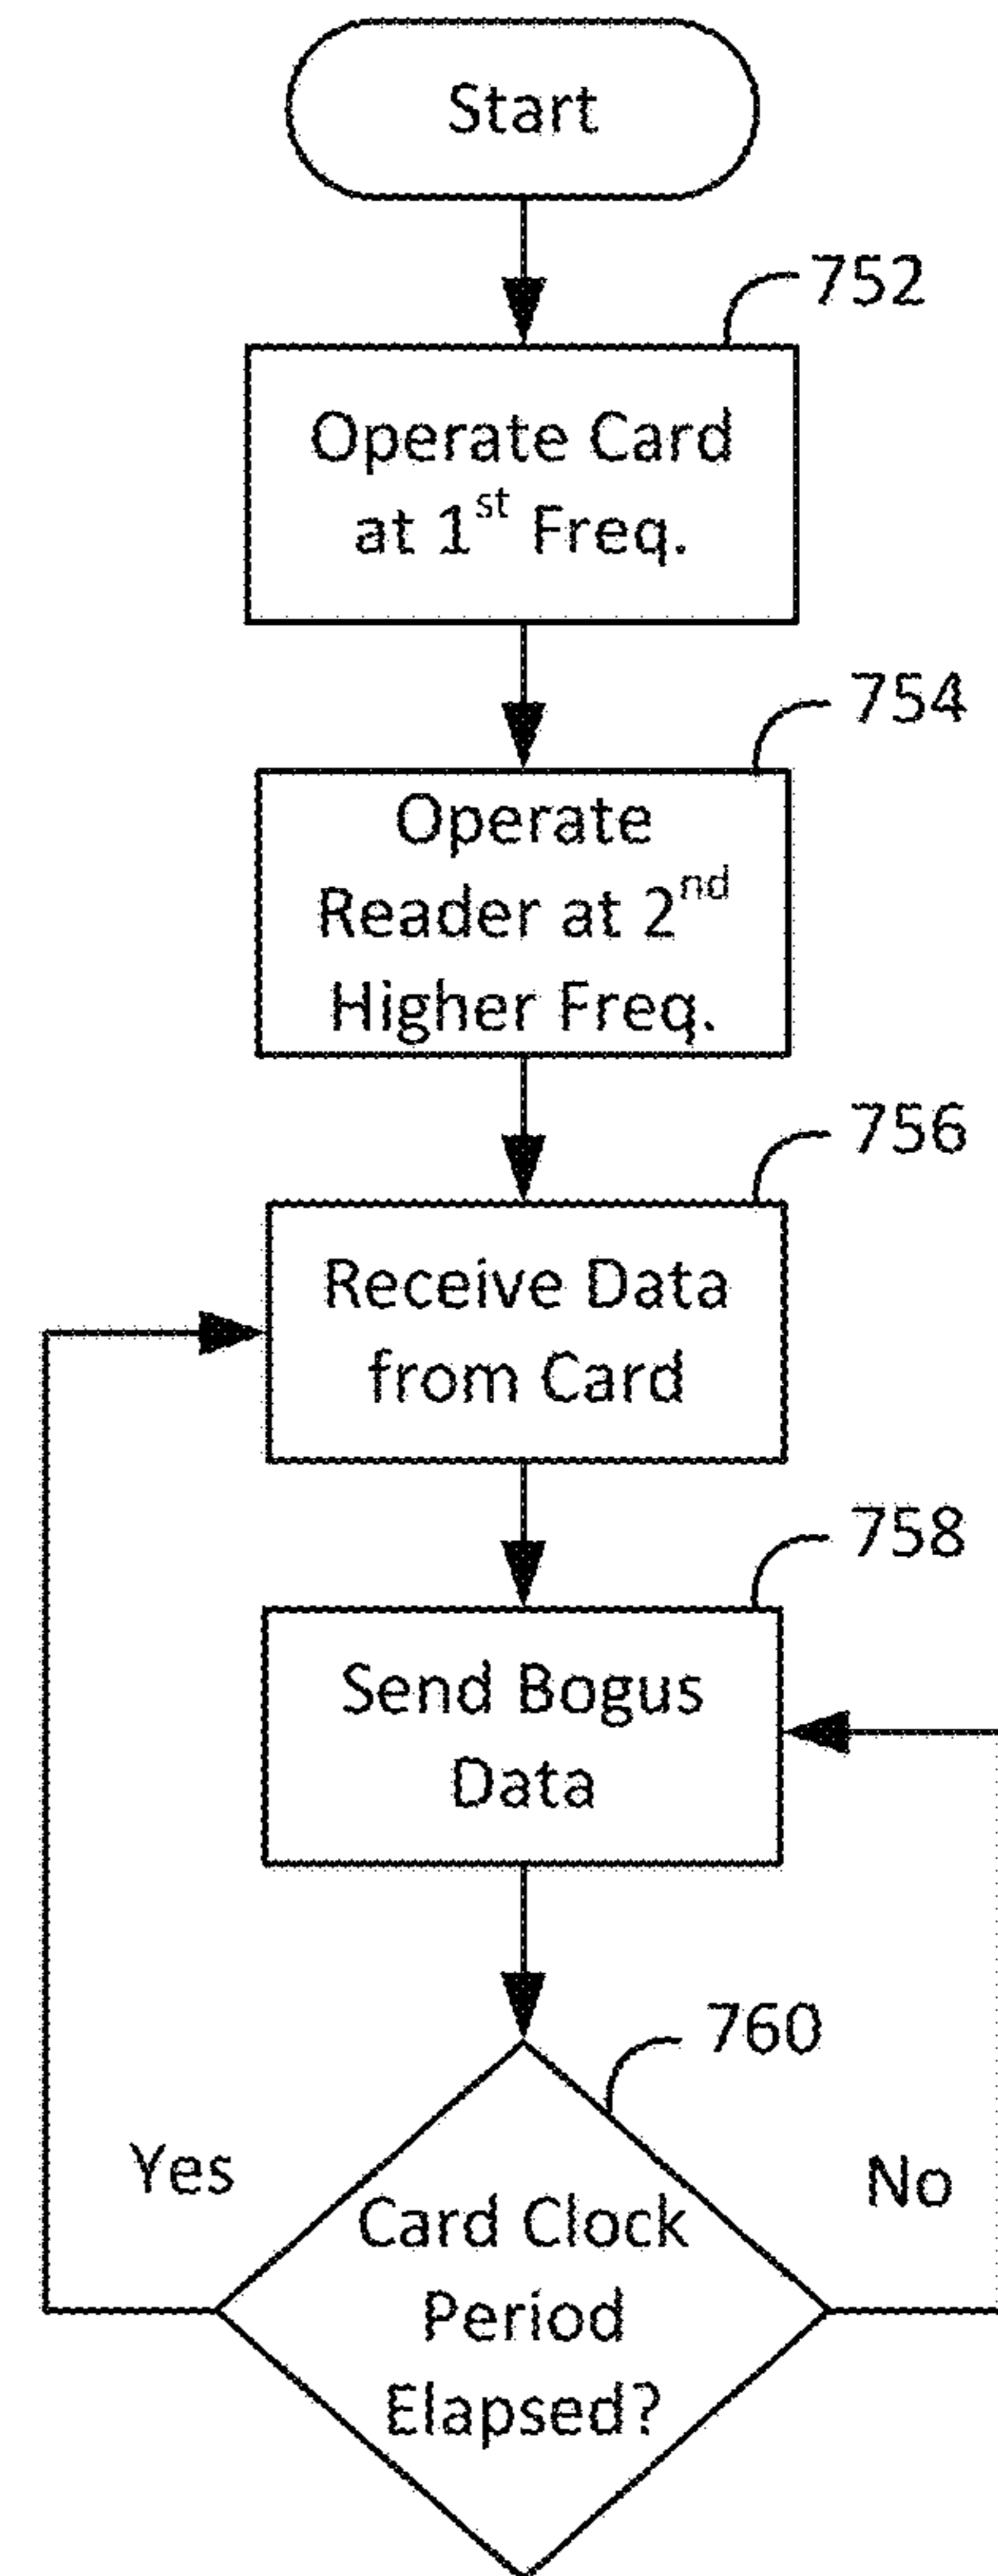 Start
752
Operate Card
at 1st Freq.
754
Operate
Reader at 2nd
Higher Freq.
756
Receive Data
from Card
758
Send Bogus
Data
760
Yes
No
Card Clock
Period
Elapsed?